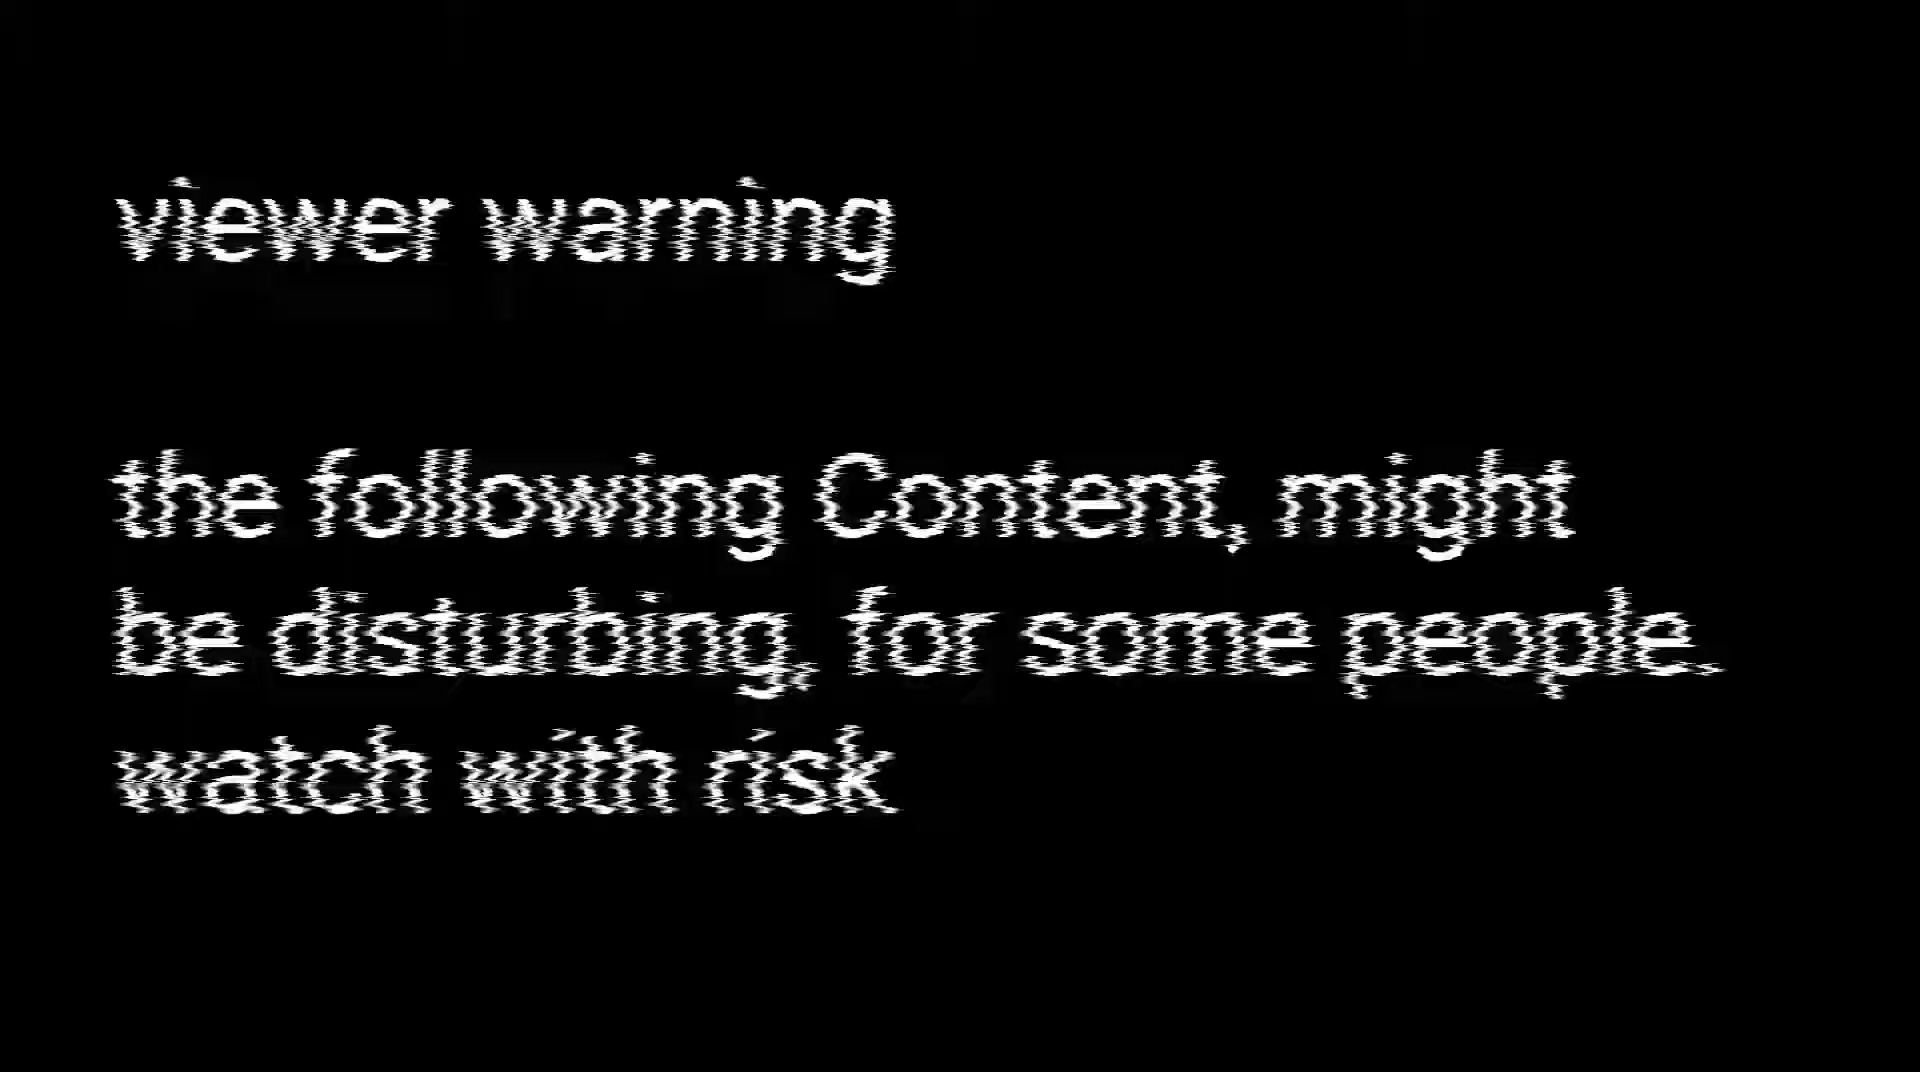 viewer warning
the following Content, might
be disturbing, for some people.
watch with risk